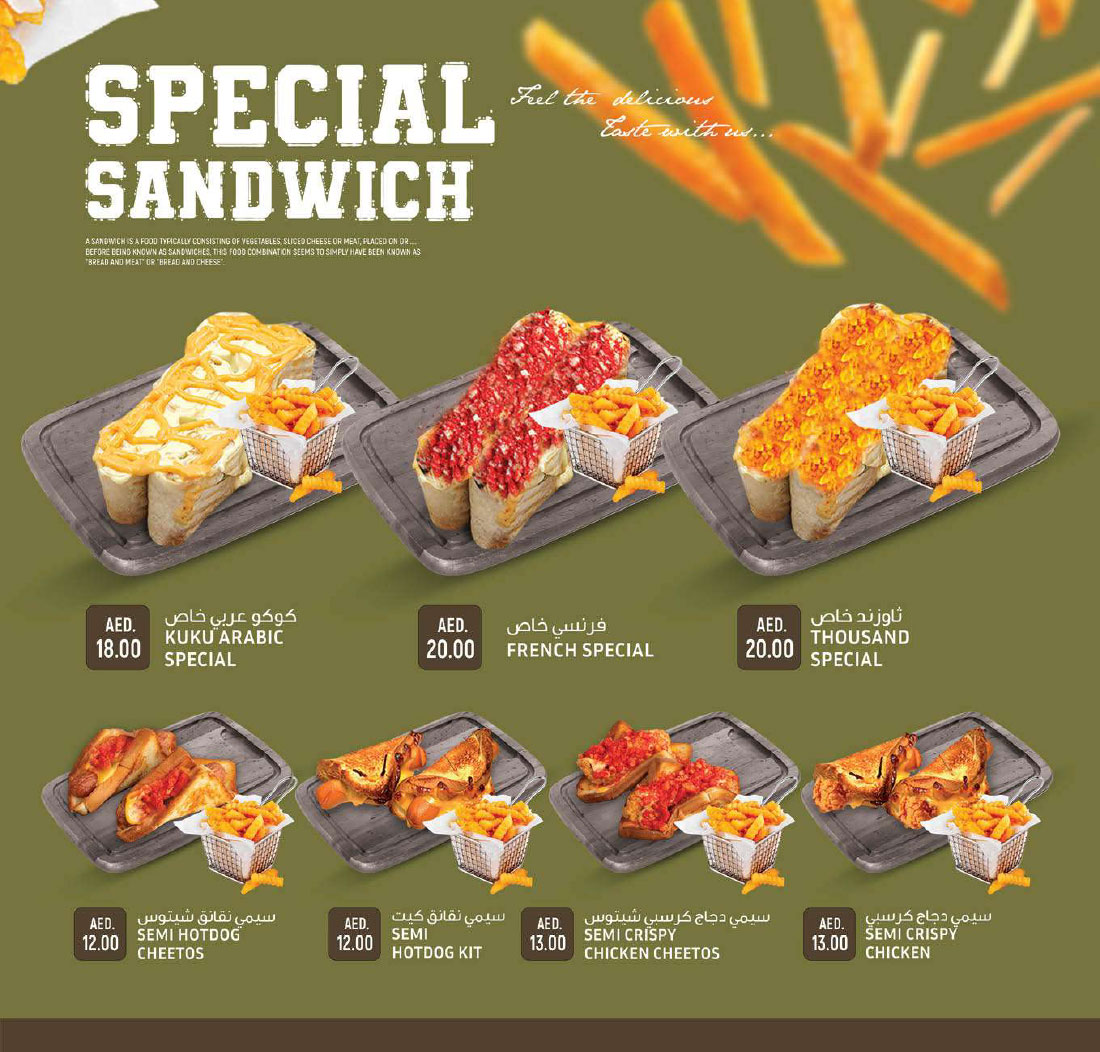 SPECIAL
SANDWICH
Feel the delicious
Taste with us...
A SANDWICH IS A FOOD TYPICALLY CONSISTING OF VEGETABLES, SLICED CHEESE OR MEAT, PLACED ON OR ....
BEFORE BEING KNOWN AS SANDWICHES, THIS FOOD COMBINATION SEEMS TO SIMPLY HAVE BEEN KNOWN AS
"BREAD AND MEAT" OR "BREAD AND CHEESE".
AED.
18.00
كوكو عربي خاص
KUKU ARABIC
SPECIAL
AED.
20.00
فرنسي خاص
FRENCH SPECIAL
AED.
20.00
ثاوزند خاص
THOUSAND
SPECIAL
AED.
12.00
سيمي نقانق شيتوس
SEMI HOTDOG
CHEETOS
AED.
12.00
سيمي نقانق كيت
SEMI
HOTDOG KIT
AED.
13.00
سيمي دجاج كرسبي شيتوس
SEMI CRISPY
CHICKEN CHEETOS
AED.
13.00
سيمي دجاج كرسبي
SEMI CRISPY
CHICKEN